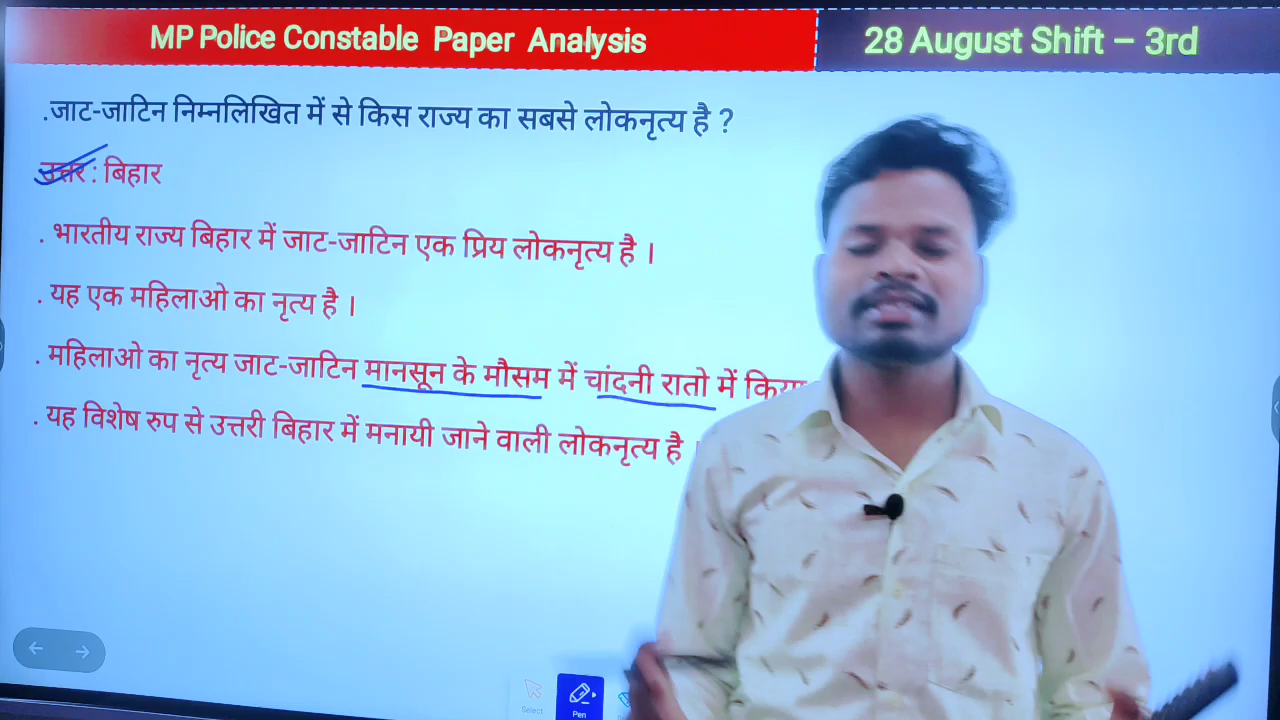 MP Police Constable Paper Analysis
28 August Shift – 3rd
.जाट-जाटिन निम्नलिखित में से किस राज्य का सबसे लोकनृत्य है ?
उत्तर : बिहार
. भारतीय राज्य बिहार में जाट-जाटिन एक प्रिय लोकनृत्य है ।
. यह एक महिलाओ का नृत्य है ।
. महिलाओ का नृत्य जाट-जाटिन मानसून के मौसम में चांदनी रातो में
. यह विशेष रुप से उत्तरी बिहार में मनायी जाने वाली लोकनृत्य है ।
Select
Pen